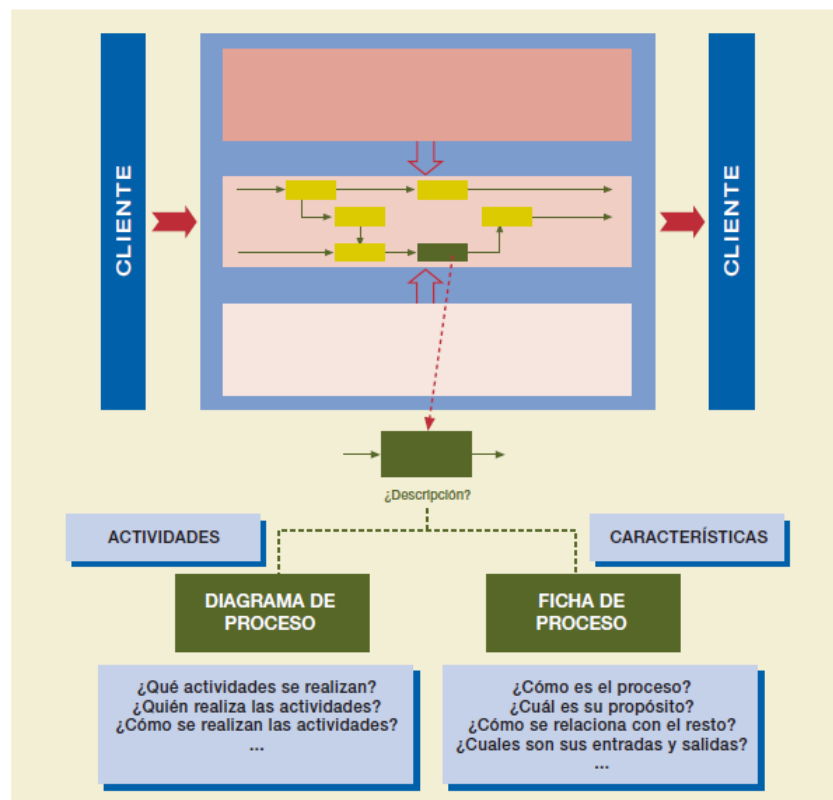 CLIENTE
CLIENTE
¿Descripción?
ACTIVIDADES
CARACTERÍSTICAS
DIAGRAMA DE
PROCESO
FICHA DE
PROCESO
¿Qué actividades se realizan?
¿Quién realiza las actividades?
¿Cómo se realizan las actividades?
...
¿Cómo es el proceso?
¿Cuál es su propósito?
¿Cómo se relaciona con el resto?
¿Cuales son sus entradas y salidas?
...